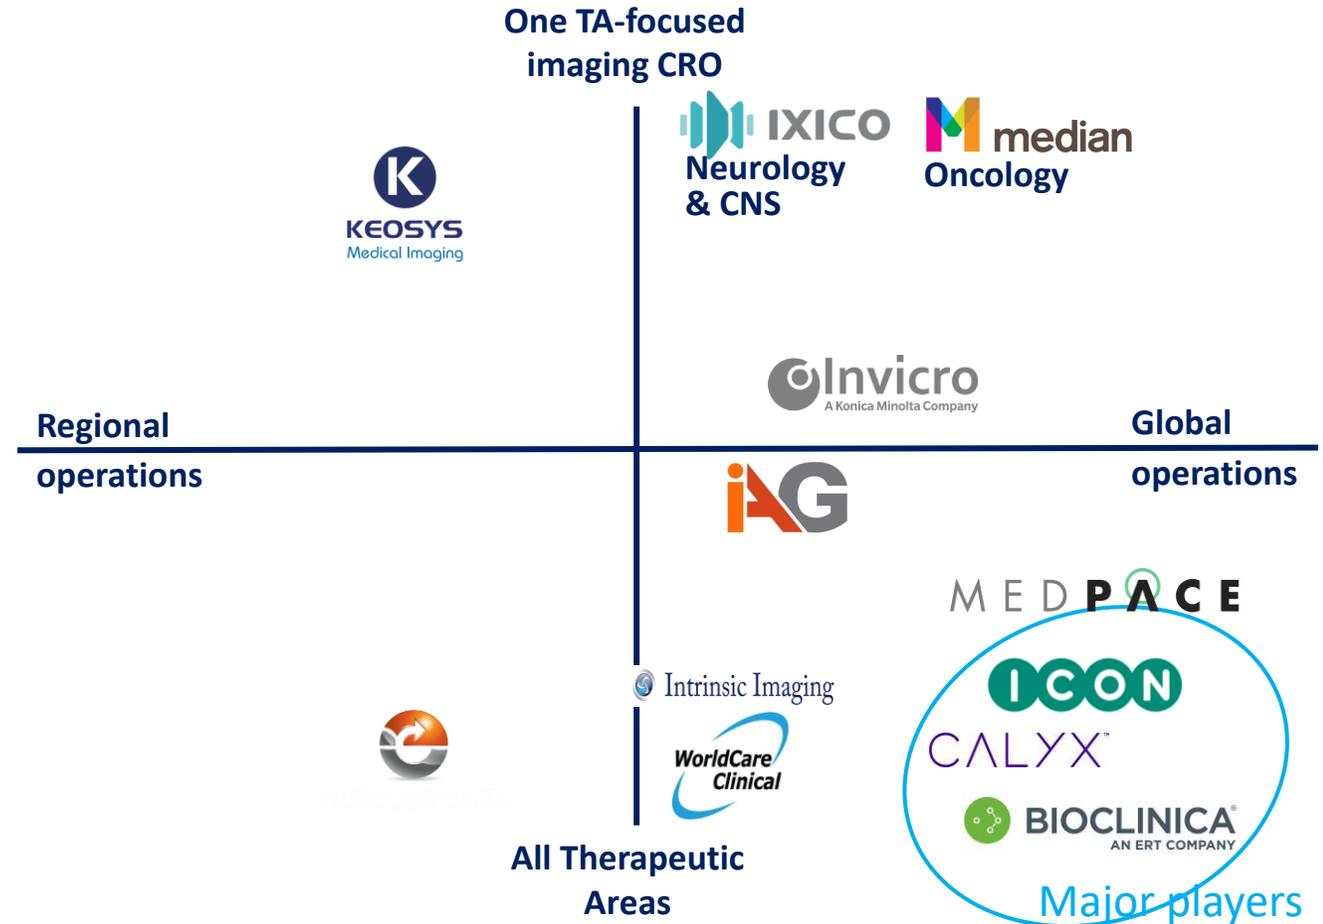 One TA-focused
imaging CRO
IXICO
Neurology
& CNS
M median
Oncology
K
KEOSYS
Medical Imaging
Invicro
A Konica Minolta Company
Regional
operations
Global
operations
iAG
MEDPACE
ICON
CALYX™
BIOCLINICA®
AN ERT COMPANY
Major players
Intrinsic Imaging
WorldCare
Clinical
All Therapeutic
Areas